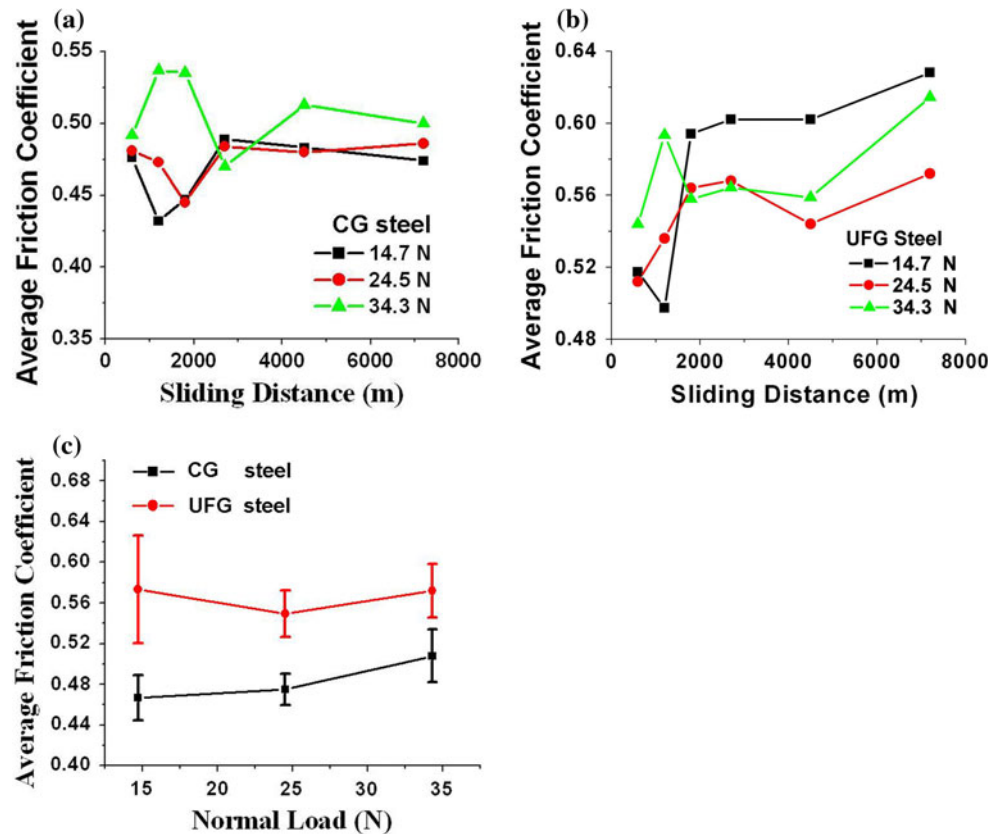 (a)
Average Friction Coefficient
0.55
0.50
0.45
0.40
0.35
CG steel
14.7 N
24.5 N
34.3 N
0 2000 4000 6000 8000
Sliding Distance (m)
(b)
Average Friction Coefficient
0.64
0.60
0.56
0.52
0.48
UFG Steel
14.7 N
24.5 N
34.3 N
0 2000 4000 6000 8000
Sliding Distance (m)
(c)
Average Friction Coefficient
0.68
0.64
0.60
0.56
0.52
0.48
0.44
0.40
CG steel
UFG steel
15 20 25 30 35
Normal Load (N)